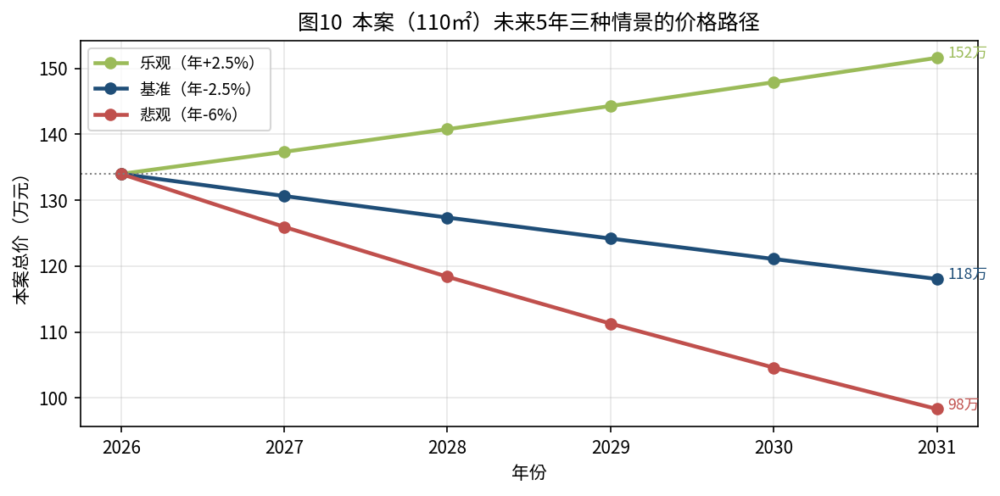 图10 本案（110㎡）未来5年三种情景的价格路径
乐观（年+2.5%）
基准（年-2.5%）
悲观（年-6%）
本案总价（万元）
150
140
130
120
110
100
152万
118万
98万
2026 2027 2028 2029 2030 2031
年份